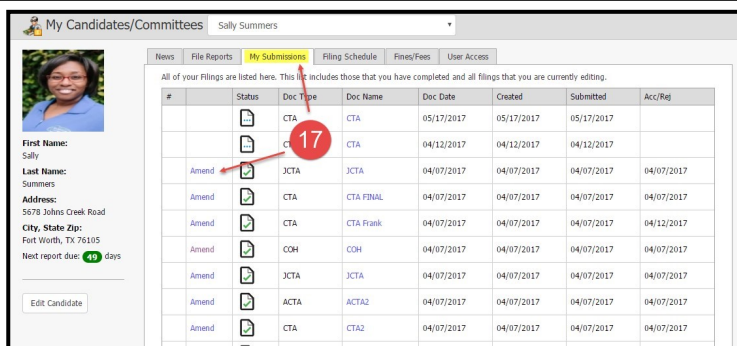 My Candidates/Committees Sally Summers
News File Reports My Submissions Filing Schedule Fines/Fees User Access
All of your Filings are listed here. This list includes those that you have completed and all filings that you are currently editing.
# Status Doc Type Doc Name Doc Date Created Submitted Acc/Rej
CTA CTA 05/17/2017 05/17/2017 05/17/2017
CTA 04/12/2017 04/12/2017 04/12/2017
17
Amend JCTA JCTA 04/07/2017 04/07/2017 04/07/2017 04/07/2017
Amend CTA CTA FINAL 04/07/2017 04/07/2017 04/07/2017 04/07/2017
Amend CTA CTA Frank 04/07/2017 04/07/2017 04/07/2017 04/12/2017
Amend COH COH 04/07/2017 04/07/2017 04/07/2017 04/07/2017
Amend JCTA JCTA 04/07/2017 04/07/2017 04/07/2017 04/07/2017
Amend ACTA ACTA2 04/07/2017 04/07/2017 04/07/2017 04/07/2017
Amend CTA CTA2 04/07/2017 04/07/2017 04/07/2017 04/07/2017
First Name:
Sally
Last Name:
Summers
Address:
5678 Johns Creek Road
City, State Zip:
Fort Worth, TX 76105
Next report due: 49 days
Edit Candidate